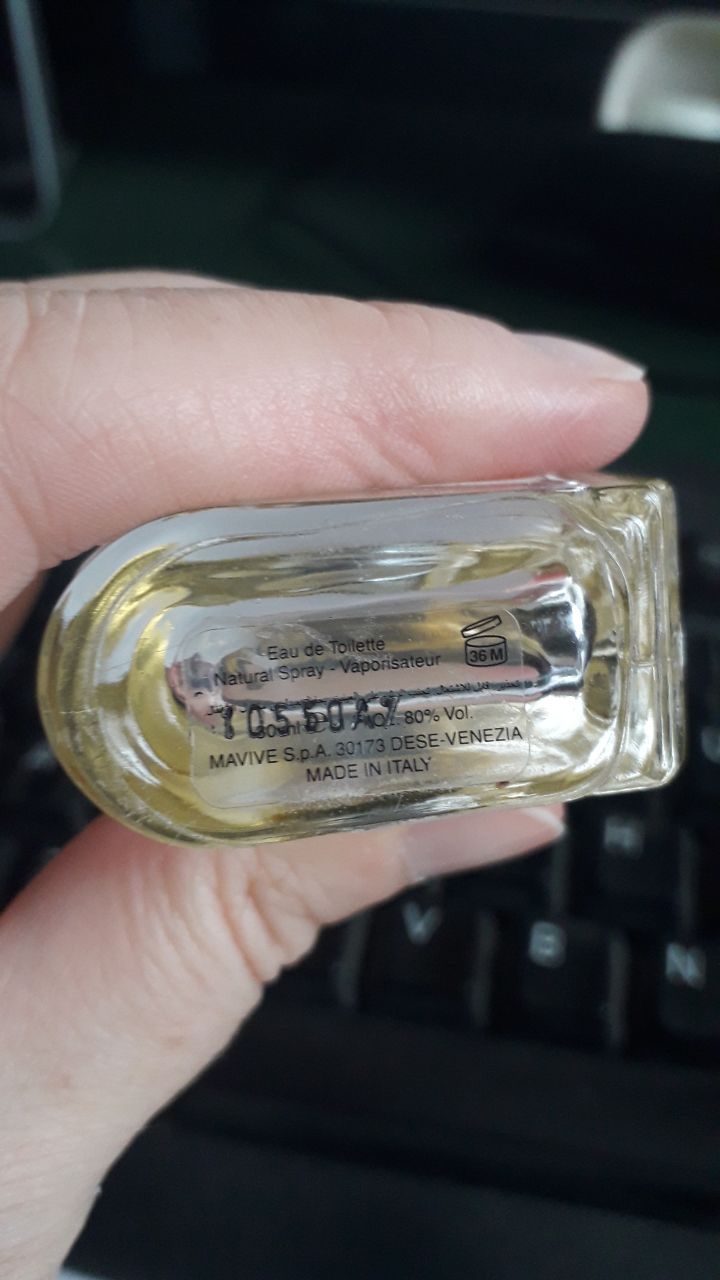 Eau de Toilette
Natural Spray - Vaporisateur
36 M
80% Vol.
MAVIVE S.p.A. 30173 DESE-VENEZIA
MADE IN ITALY
V
B
N